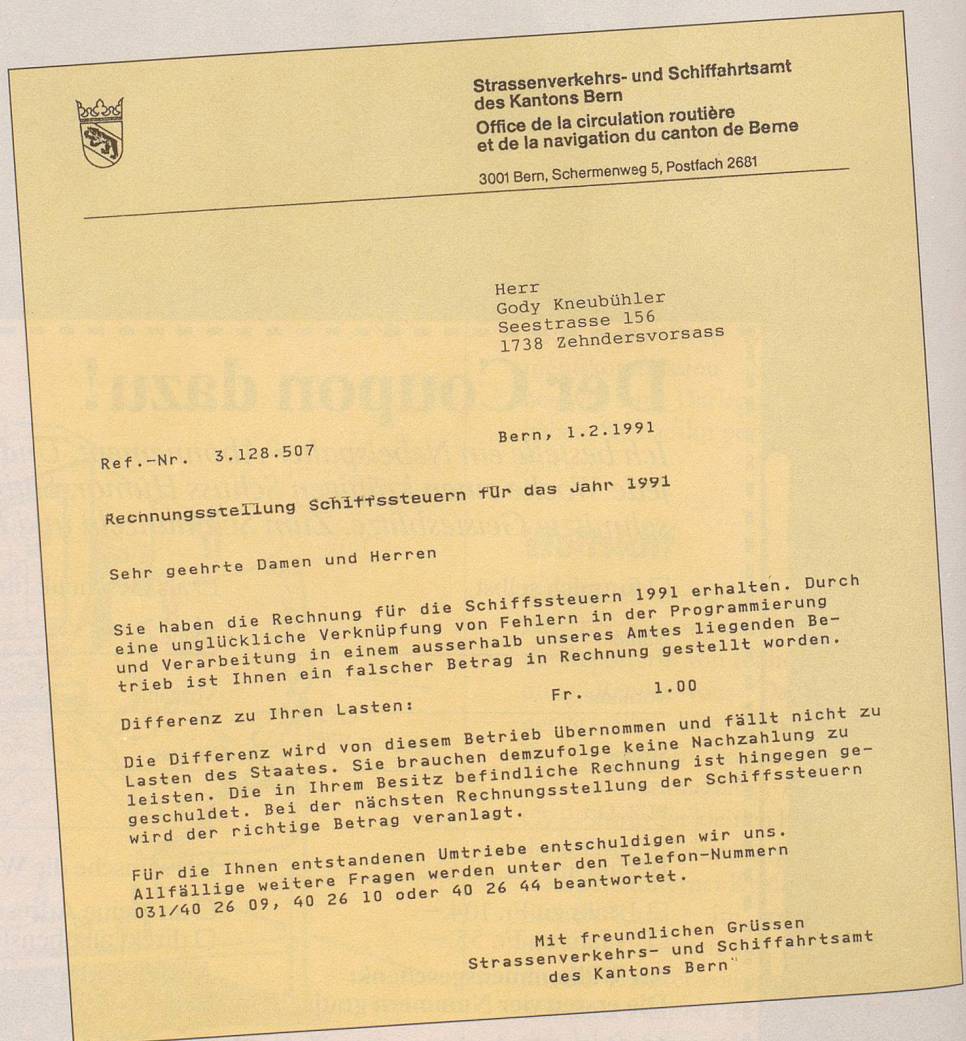 Strassenverkehrs- und Schiffahrtsamt
des Kantons Bern
Office de la circulation routière
et de la navigation du canton de Berne
3001 Bern, Schermenweg 5, Postfach 2681
Herr
Gody Kneubühler
Seestrasse 156
1738 Zehndersvorsass
Bern, 1.2.1991
Ref.-Nr. 3.128.507
Rechnungsstellung Schiffssteuern für das Jahr 1991
Sehr geehrte Damen und Herren
Sie haben die Rechnung für die Schiffssteuern 1991 erhalten. Durch
eine unglückliche Verknüpfung von Fehlern in der Programmierung
und Verarbeitung in einem ausserhalb unseres Amtes liegenden Be-
trieb ist Ihnen ein falscher Betrag in Rechnung gestellt worden.
Differenz zu Ihren Lasten: Fr. 1.00
Die Differenz wird von diesem Betrieb übernommen und fällt nicht zu
Lasten des Staates. Sie brauchen demzufolge keine Nachzahlung zu
leisten. Die in Ihrem Besitz befindliche Rechnung ist hingegen ge-
geschuldet. Bei der nächsten Rechnungsstellung der Schiffssteuern
wird der richtige Betrag veranlagt.
Für die Ihnen entstandenen Umtriebe entschuldigen wir uns.
Allfällige weitere Fragen werden unter den Telefon-Nummern
031/40 26 09, 40 26 10 oder 40 26 44 beantwortet.
Mit freundlichen Grüssen
Strassenverkehrs- und Schiffahrtsamt
des Kantons Bern